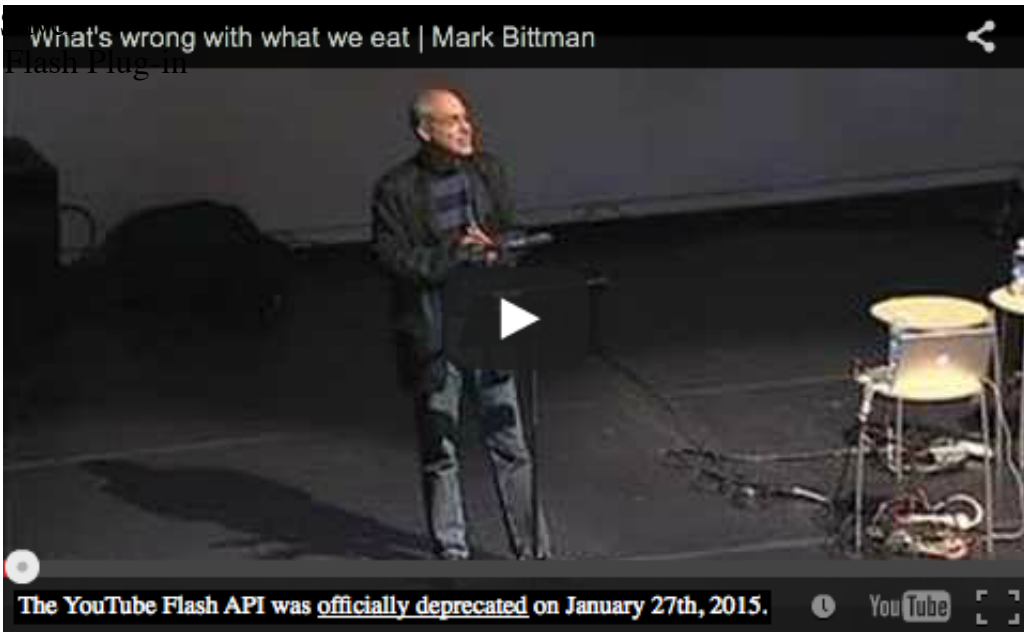 What's wrong with what we eat | Mark Bittman
Flash Plug-in
The YouTube Flash API was officially deprecated on January 27th, 2015.
YouTube